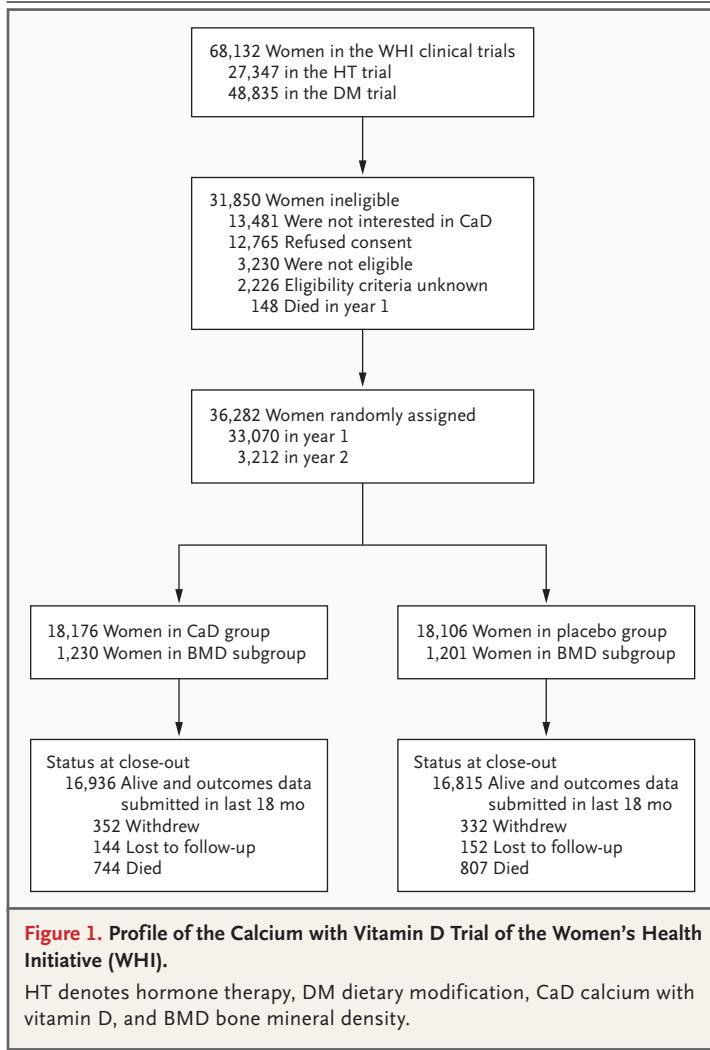 68,132 Women in the WHI clinical trials
27,347 in the HT trial
48,835 in the DM trial
31,850 Women ineligible
13,481 Were not interested in CaD
12,765 Refused consent
3,230 Were not eligible
2,226 Eligibility criteria unknown
148 Died in year 1
36,282 Women randomly assigned
33,070 in year 1
3,212 in year 2
18,176 Women in CaD group
1,230 Women in BMD subgroup
18,106 Women in placebo group
1,201 Women in BMD subgroup
Status at close-out
16,936 Alive and outcomes data
submitted in last 18 mo
352 Withdrew
144 Lost to follow-up
744 Died
Status at close-out
16,815 Alive and outcomes data
submitted in last 18 mo
332 Withdrew
152 Lost to follow-up
807 Died
Figure 1. Profile of the Calcium with Vitamin D Trial of the Women's Health
Initiative (WHI).
HT denotes hormone therapy, DM dietary modification, CaD calcium with
vitamin D, and BMD bone mineral density.